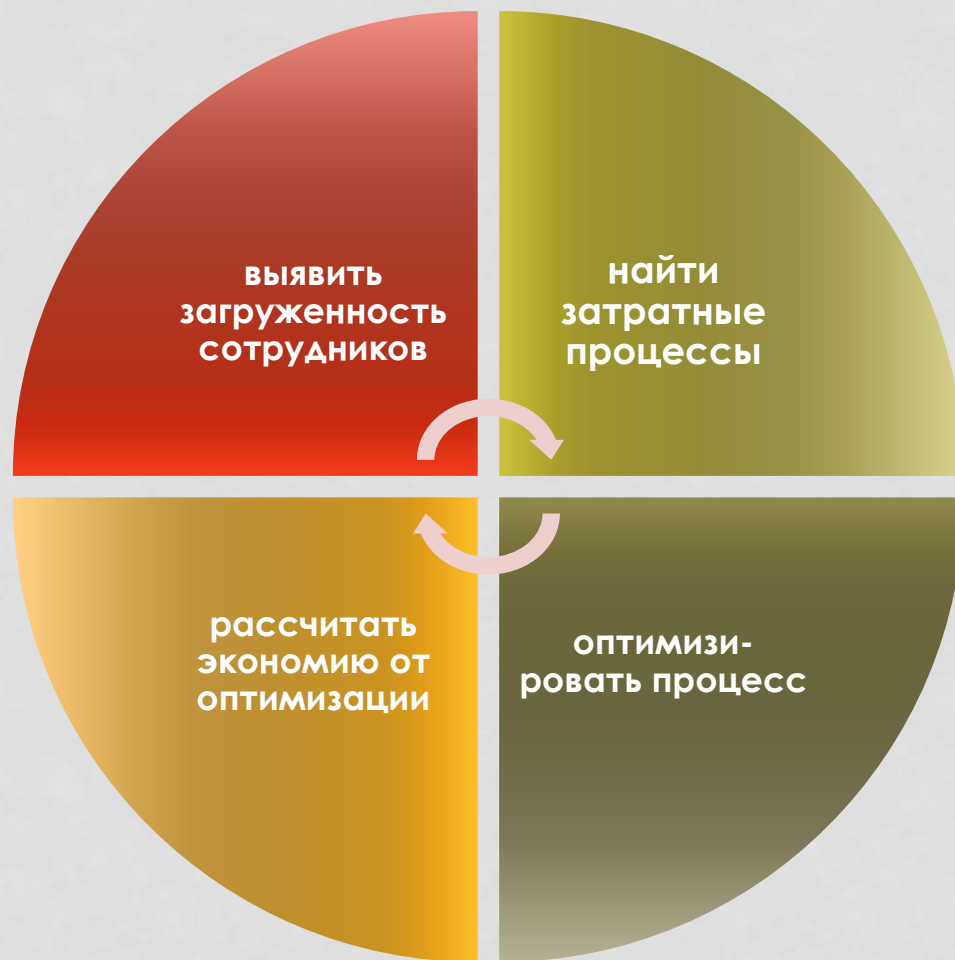 выявить
загруженность
сотрудников
найти
затратные
процессы
рассчитать
экономию от
оптимизации
оптимизи-
ровать процесс